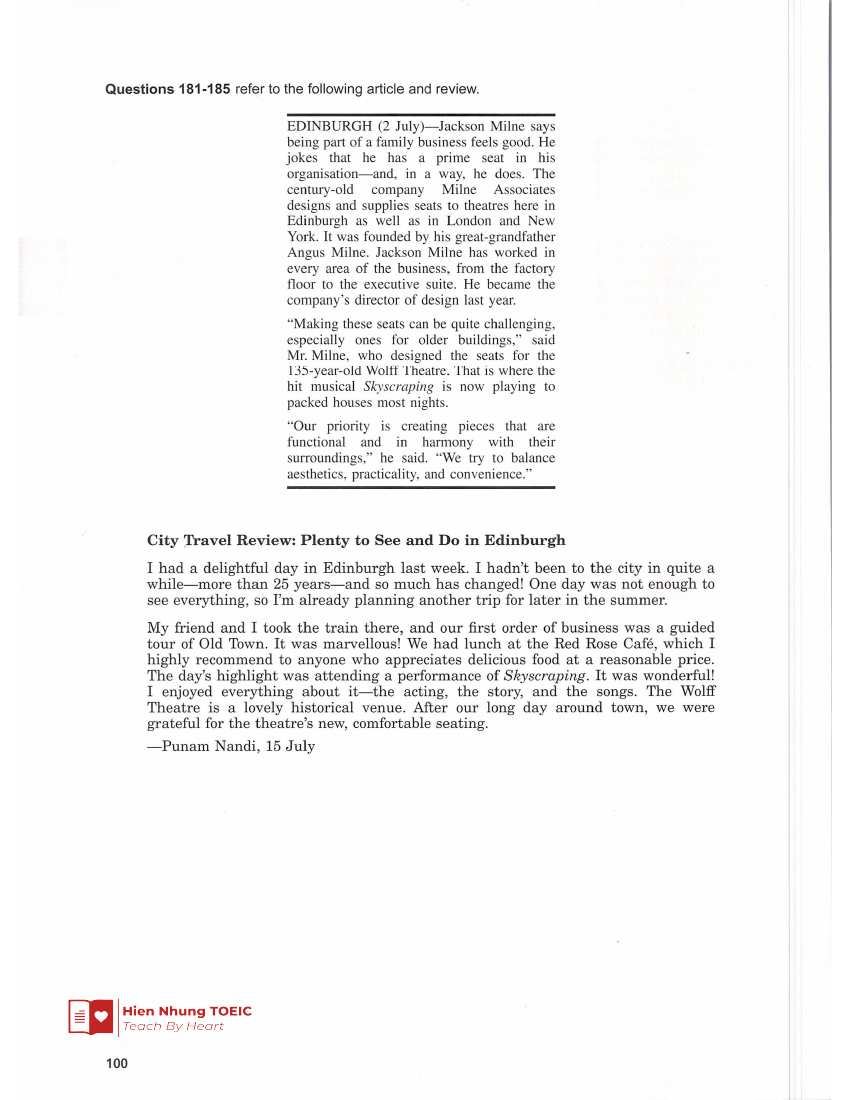 Questions 181-185 refer to the following article and review.
EDINBURGH (2 July)—Jackson Milne says
being part of a family business feels good. He
jokes that he has a prime seat in his
organisation—and, in a way, he does. The
century-old company Milne Associates
designs and supplies seats to theatres here in
Edinburgh as well as in London and New
York. It was founded by his great-grandfather
Angus Milne. Jackson Milne has worked in
every area of the business, from the factory
floor to the executive suite. He became the
company's director of design last year.
“Making these seats can be quite challenging,
especially ones for older buildings,” said
Mr. Milne, who designed the seats for the
135-year-old Wolff Theatre. That is where the
hit musical Skyscraping is now playing to
packed houses most nights.
“Our priority is creating pieces that are
functional and in harmony with their
surroundings,” he said. “We try to balance
aesthetics, practicality, and convenience.”
City Travel Review: Plenty to See and Do in Edinburgh
I had a delightful day in Edinburgh last week. I hadn't been to the city in quite a
while—more than 25 years—and so much has changed! One day was not enough to
see everything, so I'm already planning another trip for later in the summer.
My friend and I took the train there, and our first order of business was a guided
tour of Old Town. It was marvellous! We had lunch at the Red Rose Café, which I
highly recommend to anyone who appreciates delicious food at a reasonable price.
The day's highlight was attending a performance of Skyscraping. It was wonderful!
I enjoyed everything about it—the acting, the story, and the songs. The Wolff
Theatre is a lovely historical venue. After our long day around town, we were
grateful for the theatre's new, comfortable seating.
—Punam Nandi, 15 July
Hien Nhung TOEIC
Teach By Heart
100